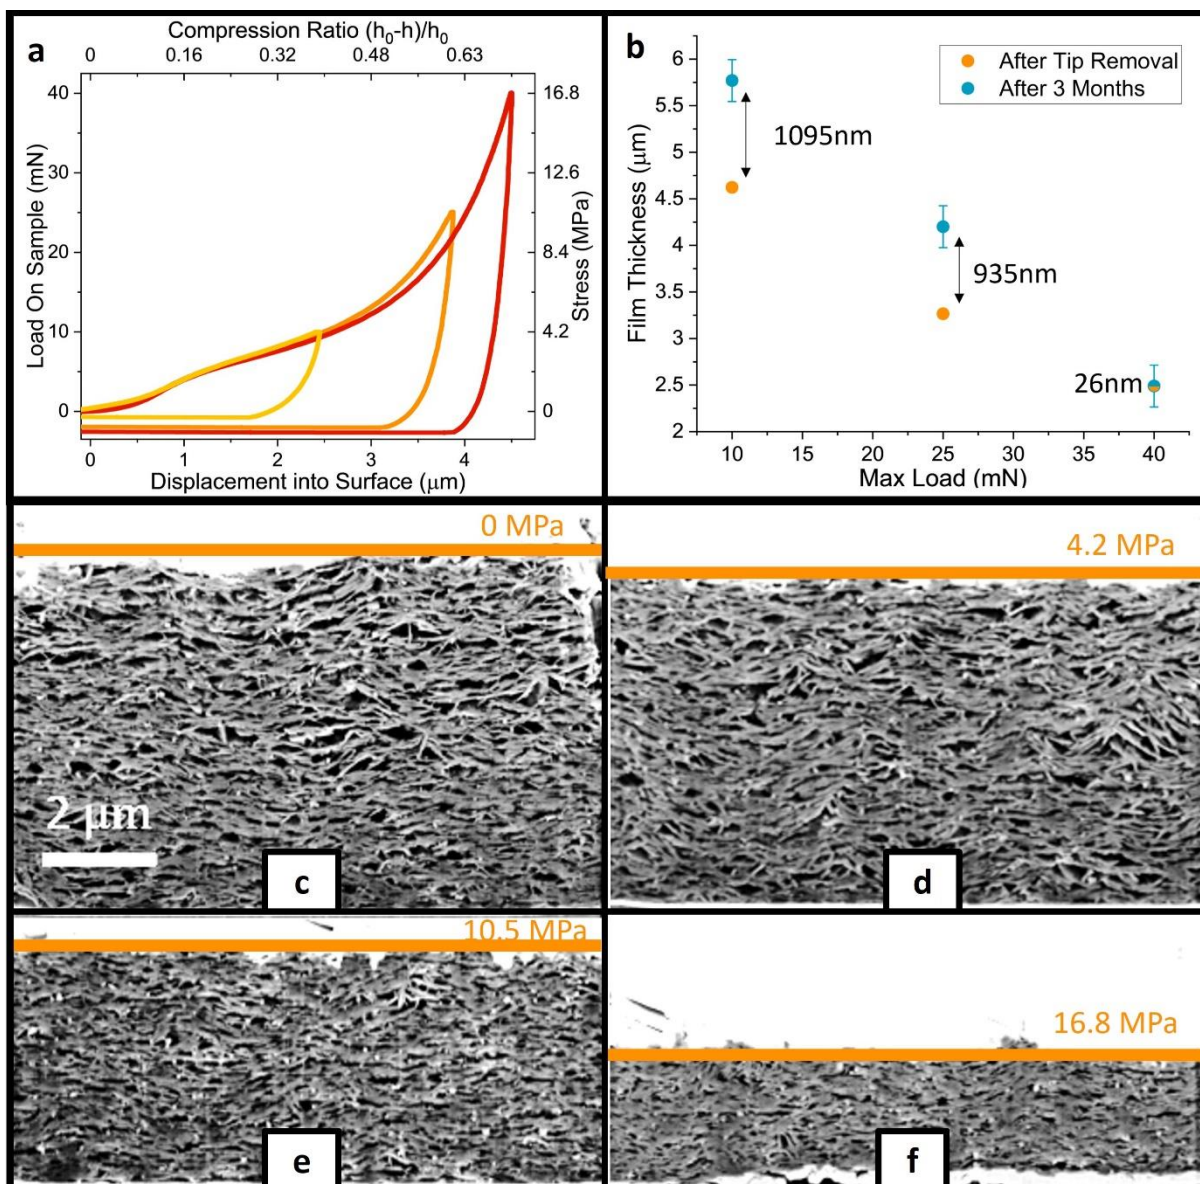 a
Compression Ratio (h₀-h)/h₀
0 0.16 0.32 0.48 0.63
Load On Sample (mN)
40
30
20
10
0
16.8
12.6
8.4
4.2
0
Stress (MPa)
0 1 2 3 4
Displacement into Surface (μm)
b
After Tip Removal
After 3 Months
Film Thickness (μm)
6
5.5
5
4.5
4
3.5
3
2.5
2
1095nm
935nm
26nm
10 15 20 25 30 35 40
Max Load (mN)
0 MPa
2 μm
c
4.2 MPa
d
10.5 MPa
e
16.8 MPa
f